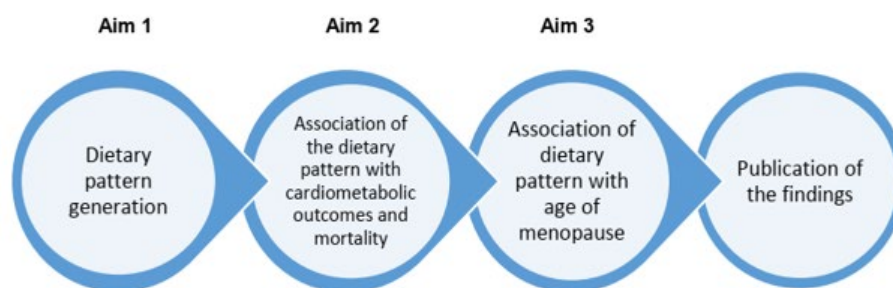 Aim 1
Aim 2
Aim 3
Dietary
pattern
generation
Association of
the dietary
pattern with
cardiometabolic
outcomes and
mortality
Association of
dietary
pattern with
age of
menopause
Publication of
the findings